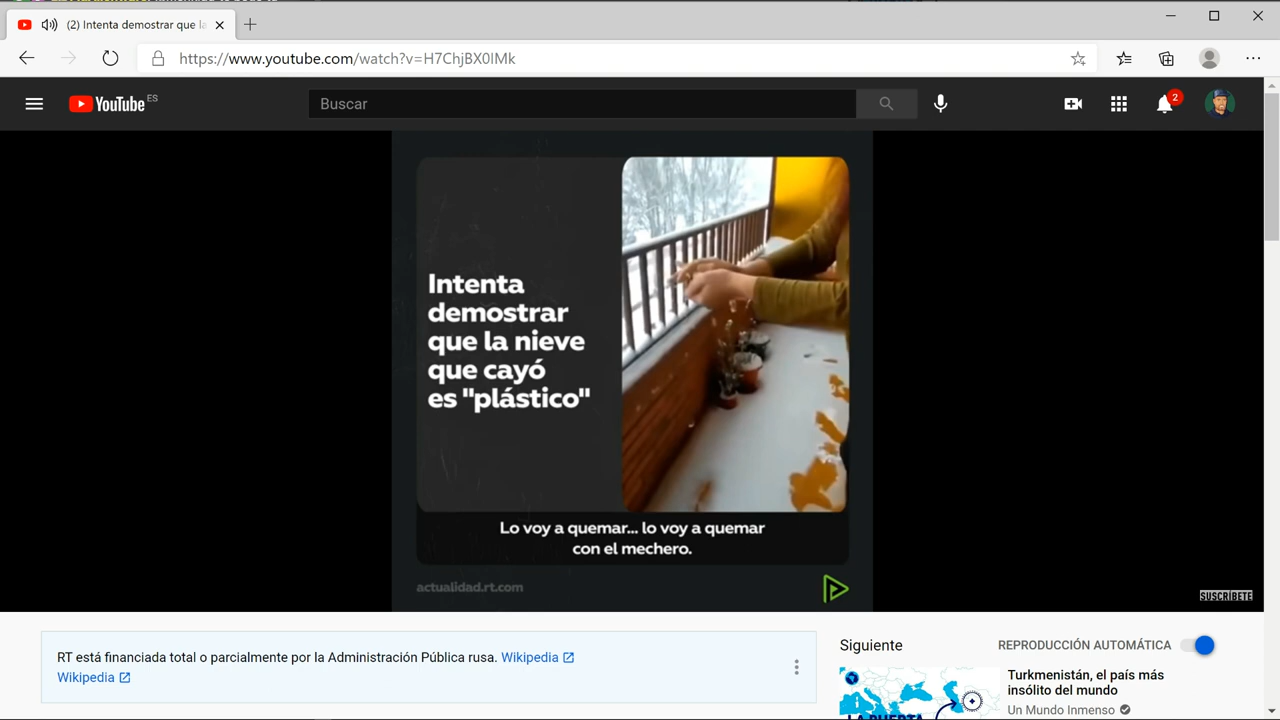 (2) Intenta demostrar que la
https://www.youtube.com/watch?v=H7ChjBX0IMk
YouTube ES
Buscar
2
Intenta
demostrar
que la nieve
que cayó
es "plástico"
Lo voy a quemar... lo voy a quemar
con el mechero.
actualidad.rt.com
SUSCRÍBETE
RT está financiada total o parcialmente por la Administración Pública rusa. Wikipedia
Wikipedia
Siguiente
REPRODUCCIÓN AUTOMÁTICA
Turkmenistán, el país más
insólito del mundo
Un Mundo Inmenso
LA PUERTA